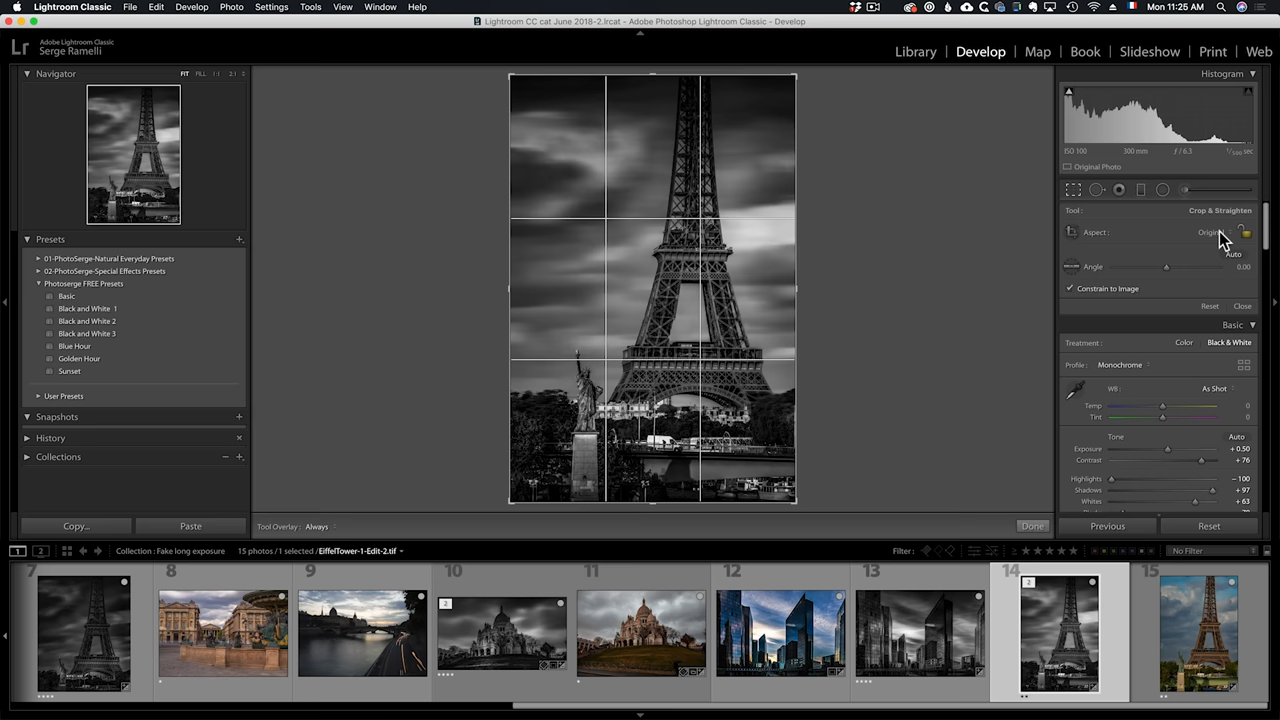 Lightroom Classic File Edit Develop Photo Settings Tools View Window Help Mon 11:25 AM
Lightroom CC cat June 2018-2.lrcat - Adobe Photoshop Lightroom Classic - Develop
Lr Adobe Lightroom Classic
Serge Ramelli
Library Develop Map Book Slideshow Print Web
Navigator FIT FILL 1:1 2:1
Histogram
ISO 100 300 mm ƒ / 6.3 1/100 sec
Original Photo
Tool : Crop & Straighten
Aspect :
Auto
Angle 0.00
Constrain to Image
Reset Close
Basic
Treatment : Color Black & White
Profile : Monochrome
WB : As Shot
Temp 0
Tint 0
Tone Auto
Exposure + 0.50
Contrast + 76
Highlights – 100
Shadows + 97
Whites + 63
Previous Reset
Presets
01-PhotoSerge-Natural Everyday Presets
02-PhotoSerge-Special Effects Presets
Photoserge FREE Presets
Basic
Black and White 1
Black and White 2
Black and White 3
Blue Hour
Golden Hour
Sunset
User Presets
Snapshots
History
Collections
Copy... Paste
Tool Overlay : Always Done
1 2 Collection : Fake long exposure 15 photos / 1 selected / EiffelTower-1-Edit-2.tif Filter : No Filter
7 8 9 10 11 12 13 14 15
2 2